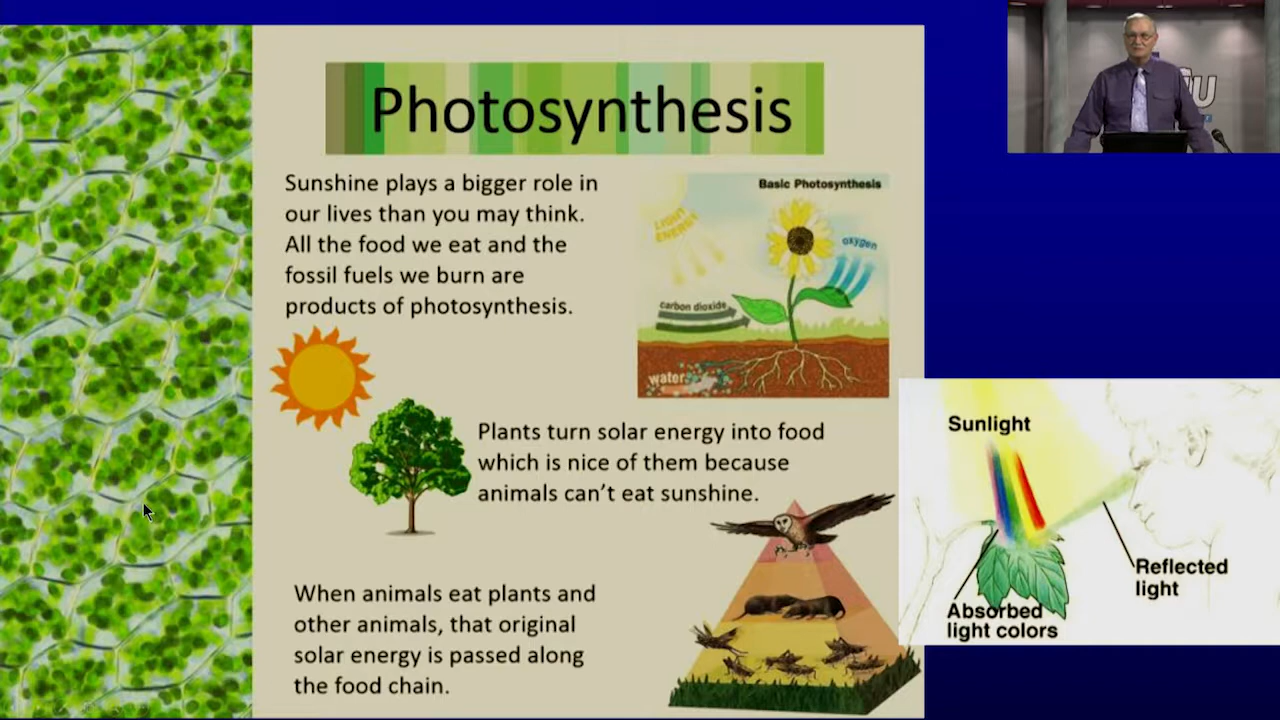 Photosynthesis
Sunshine plays a bigger role in
our lives than you may think.
All the food we eat and the
fossil fuels we burn are
products of photosynthesis.
Basic Photosynthesis
LIGHT
ENERGY
oxygen
carbon dioxide
water
Plants turn solar energy into food
which is nice of them because
animals can’t eat sunshine.
When animals eat plants and
other animals, that original
solar energy is passed along
the food chain.
Sunlight
Reflected
light
Absorbed
light colors